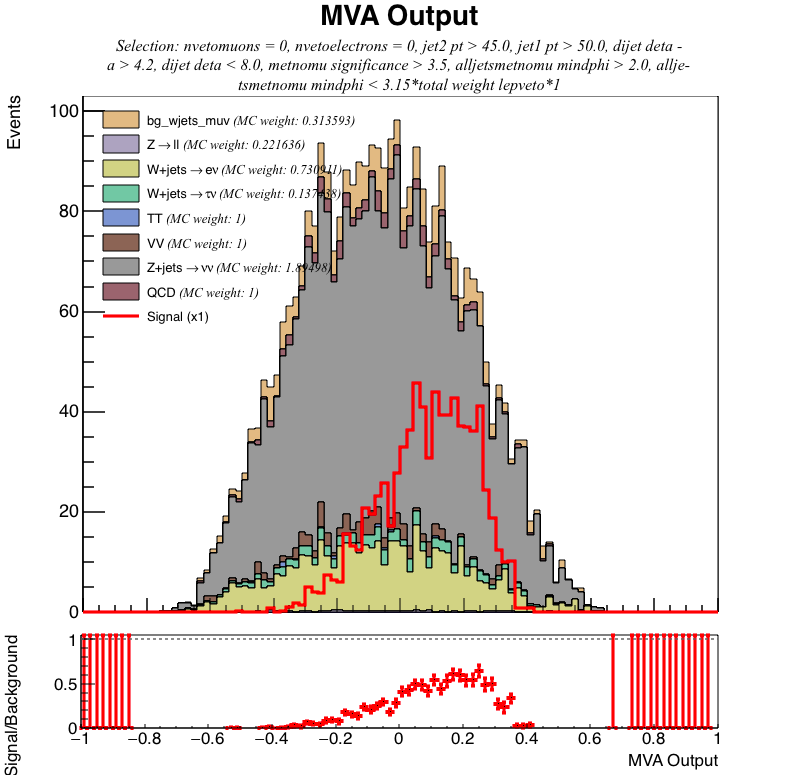 MVA Output
Selection: nvetomuons = 0, nvetoelectrons = 0, jet2 pt > 45.0, jet1 pt > 50.0, dijet deta -
a > 4.2, dijet deta < 8.0, metnomu significance > 3.5, alljetsmetnomu mindphi > 2.0, allje-
tsmetnomu mindphi < 3.15*total weight lepveto*1
Events
100
80
60
40
20
0
bg_wjets_muv (MC weight: 0.313593)
Z → ll (MC weight: 0.221636)
W+jets → eν (MC weight: 0.730911)
W+jets → τν (MC weight: 0.137438)
TT (MC weight: 1)
VV (MC weight: 1)
Z+jets → νν (MC weight: 1.89498)
QCD (MC weight: 1)
Signal (x1)
Signal/Background
1
0.5
0
−1 −0.8 −0.6 −0.4 −0.2 0 0.2 0.4 0.6 0.8 1
MVA Output